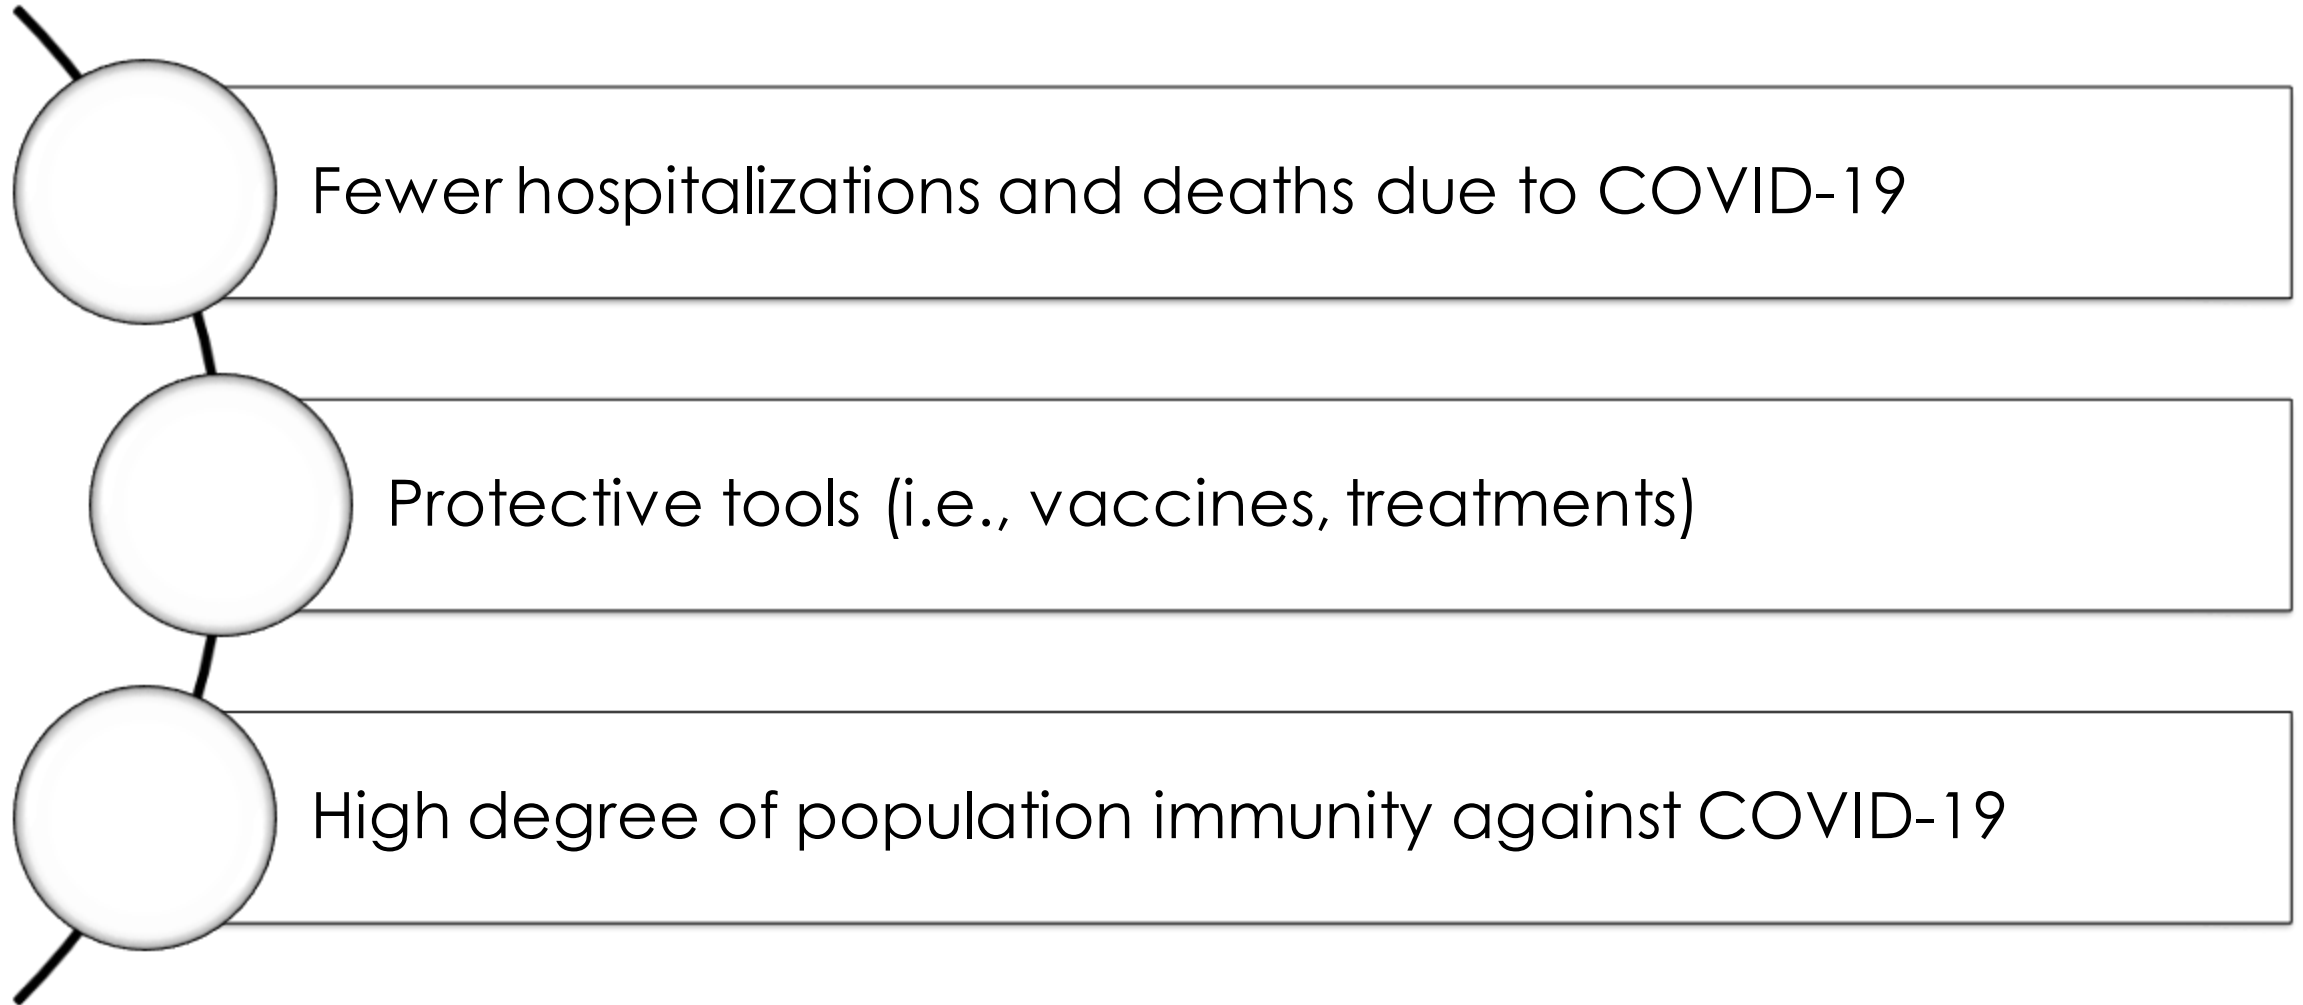 Fewer hospitalizations and deaths due to COVID-19
Protective tools (i.e., vaccines, treatments)
High degree of population immunity against COVID-19